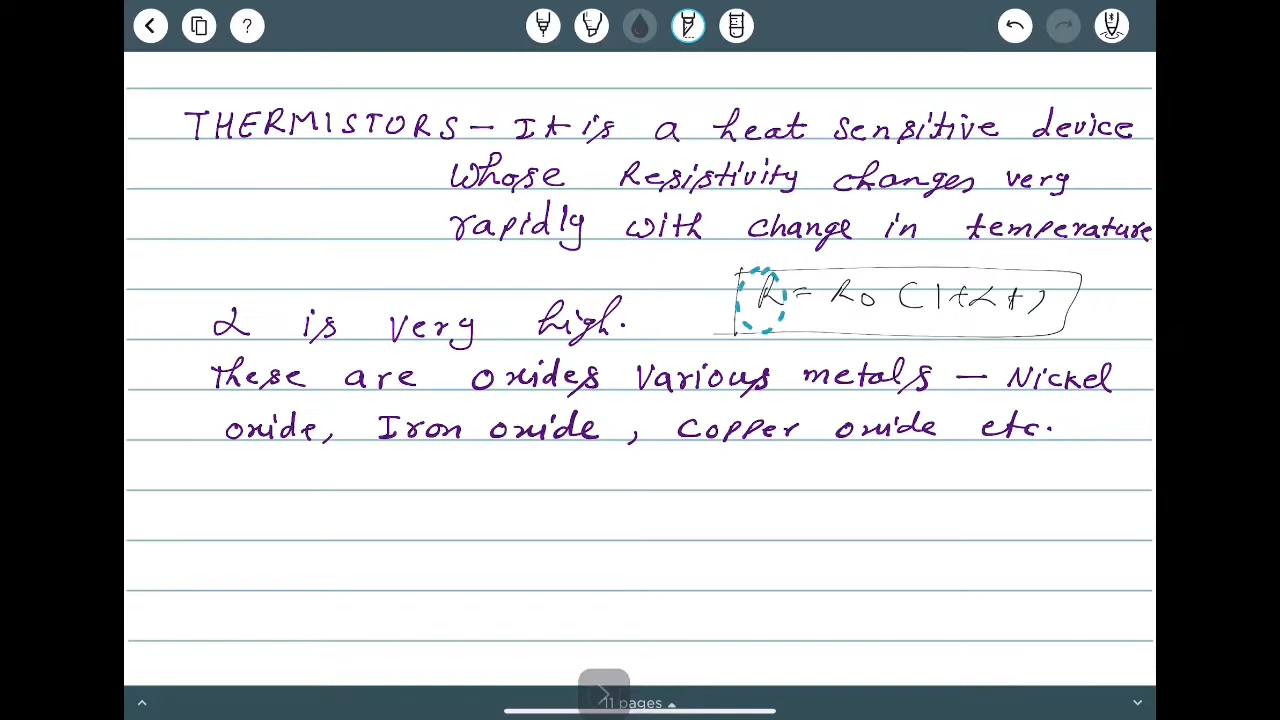 ?
THERMISTORS - It is a heat sensitive device
whose Resistivity changes very
rapidly with change in temperature
R = R₀ (1+αt)
α is very high.
These are oxides various metals - Nickel
oxide, Iron oxide, Copper oxide etc.
11 pages